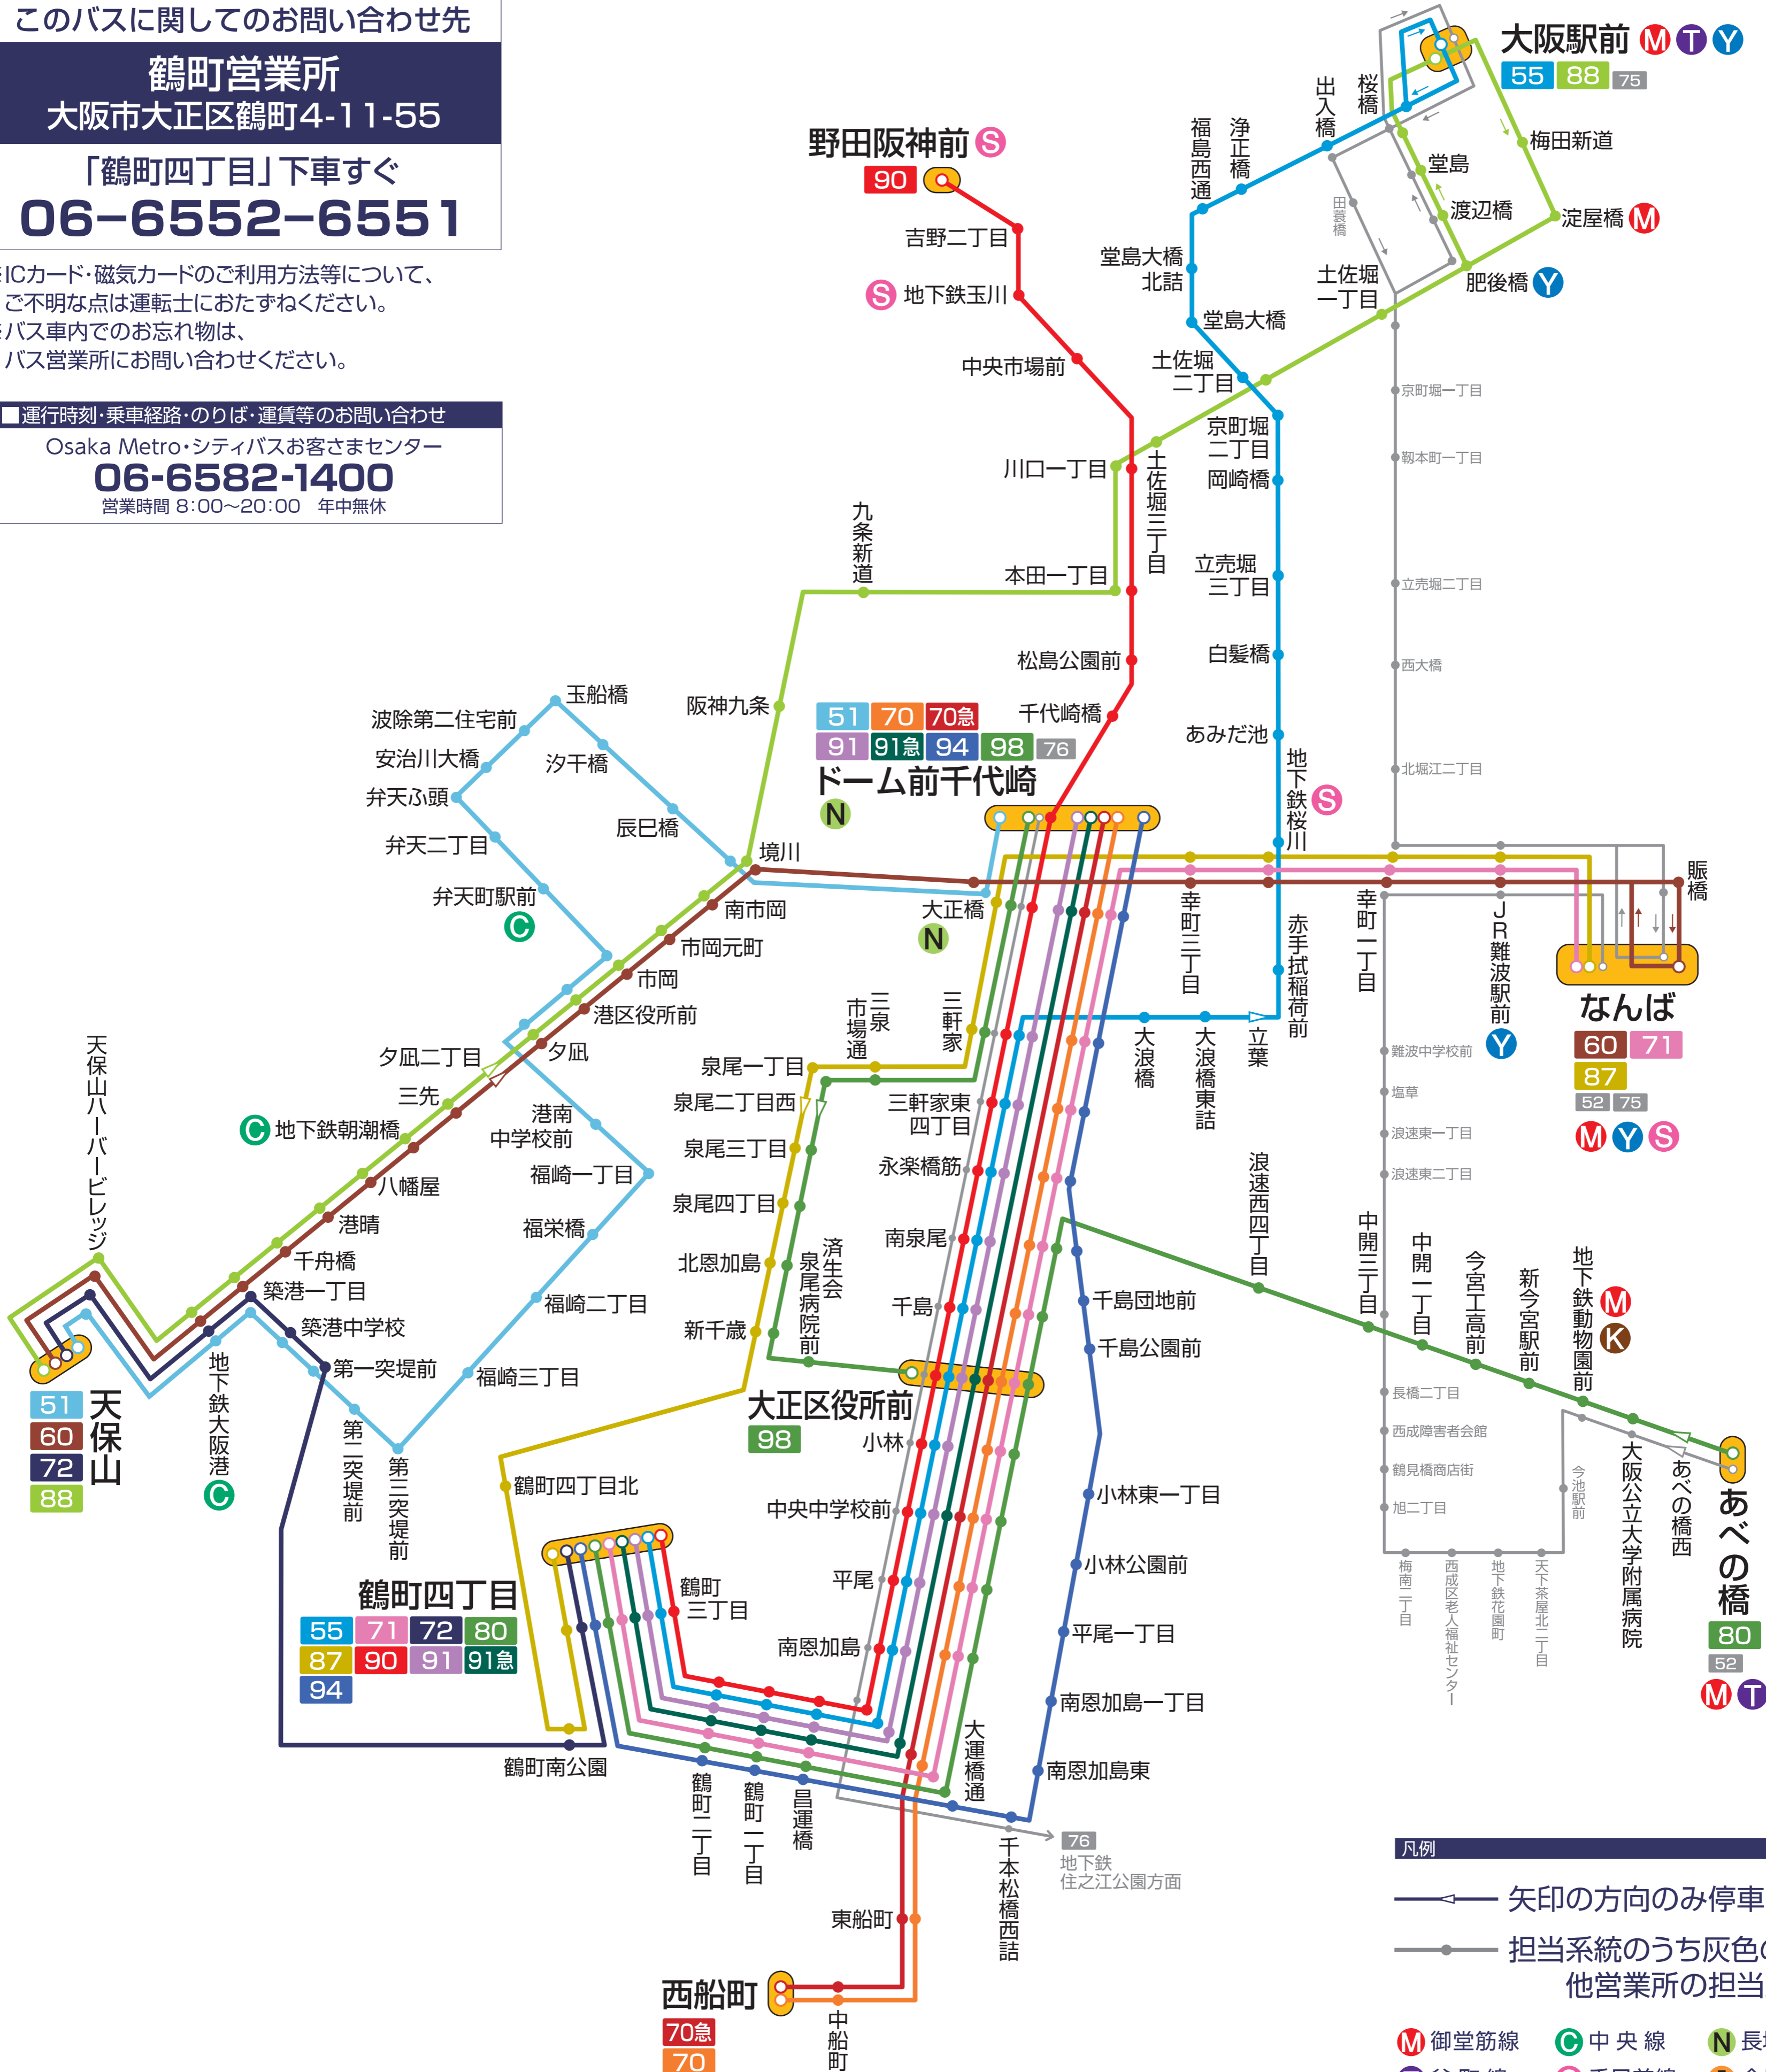 このバスに関してのお問い合わせ先
鶴町営業所
大阪市大正区鶴町4-11-55
「鶴町四丁目」下車すぐ
06−6552−6551
ICカード・磁気カードのご利用方法等について、
ご不明な点は運転士におたずねください。
バス車内でのお忘れ物は、
バス営業所にお問い合わせください。
■運行時刻・乗車経路・のりば・運賃等のお問い合わせ
Osaka Metro・シティバスお客さまセンター
06-6582-1400
営業時間 8:00〜20:00　年中無休
大阪駅前 M T Y
55 88 75
桜橋
出入橋
浄正橋
福島西通
堂島大橋
北詰
堂島大橋
土佐堀
二丁目
京町堀
二丁目
岡崎橋
立売堀
三丁目
白髪橋
あみだ池
地下鉄桜川 S
赤手拭稲荷前
立葉
大浪橋東詰
大浪橋
梅田新道
堂島
渡辺橋
淀屋橋 M
肥後橋 Y
田蓑橋
土佐堀
一丁目
京町堀一丁目
靱本町一丁目
立売堀二丁目
西大橋
北堀江二丁目
野田阪神前 S
90
吉野二丁目
S 地下鉄玉川
中央市場前
川口一丁目
土佐堀三丁目
本田一丁目
九条新道
松島公園前
千代崎橋
阪神九条
51 70 70急
91 91急 94 98 76
ドーム前千代崎
N
玉船橋
波除第二住宅前
安治川大橋
汐干橋
弁天ふ頭
辰巳橋
弁天二丁目
弁天町駅前
C
境川
南市岡
市岡元町
市岡
港区役所前
夕凪
夕凪二丁目
三先
C 地下鉄朝潮橋
八幡屋
港晴
千舟橋
築港一丁目
築港中学校
第一突堤前
港南
中学校前
福崎一丁目
福栄橋
福崎二丁目
福崎三丁目
第三突堤前
第二突堤前
地下鉄大阪港
C
天保山ハーバービレッジ
天保山
51
60
72
88
大正橋
N
幸町三丁目
幸町一丁目
JR難波駅前
Y
賑橋
なんば
60 71
87
52 75
M Y S
三軒家
三泉
市場通
泉尾一丁目
泉尾二丁目西
泉尾三丁目
泉尾四丁目
北恩加島
新千歳
済生会
泉尾病院前
三軒家東
四丁目
永楽橋筋
南泉尾
千島
大正区役所前
98
小林
中央中学校前
平尾
南恩加島
千島団地前
千島公園前
小林東一丁目
小林公園前
平尾一丁目
南恩加島一丁目
南恩加島東
大運橋通
千本松橋西詰
76
地下鉄
住之江公園方面
鶴町四丁目北
鶴町四丁目
55 71 72 80
87 90 91 91急
94
鶴町
三丁目
鶴町南公園
鶴町二丁目
鶴町一丁目
昌運橋
東船町
西船町
70急
70
中船町
難波中学校前
塩草
浪速東一丁目
浪速東二丁目
浪速西四丁目
中開三丁目
中開一丁目
今宮工高前
新今宮駅前
地下鉄動物園前
M
K
長橋二丁目
西成障害者会館
鶴見橋商店街
旭二丁目
梅南二丁目
西成区老人福祉センター
地下鉄花園町
天下茶屋北二丁目
今池駅前
大阪公立大学附属病院
あべの橋西
あべの橋
80
52
M T
凡例
矢印の方向のみ停車
担当系統のうち灰色の
他営業所の担当
M 御堂筋線 C 中央線 N 長